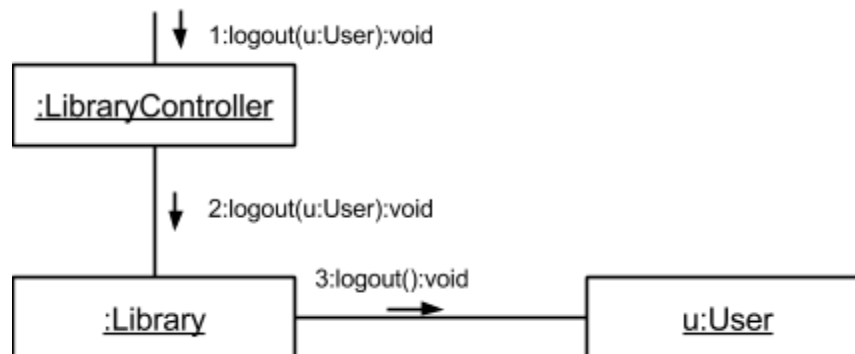 1:logout(u:User):void
:LibraryController
2:logout(u:User):void
3:logout():void
:Library
u:User